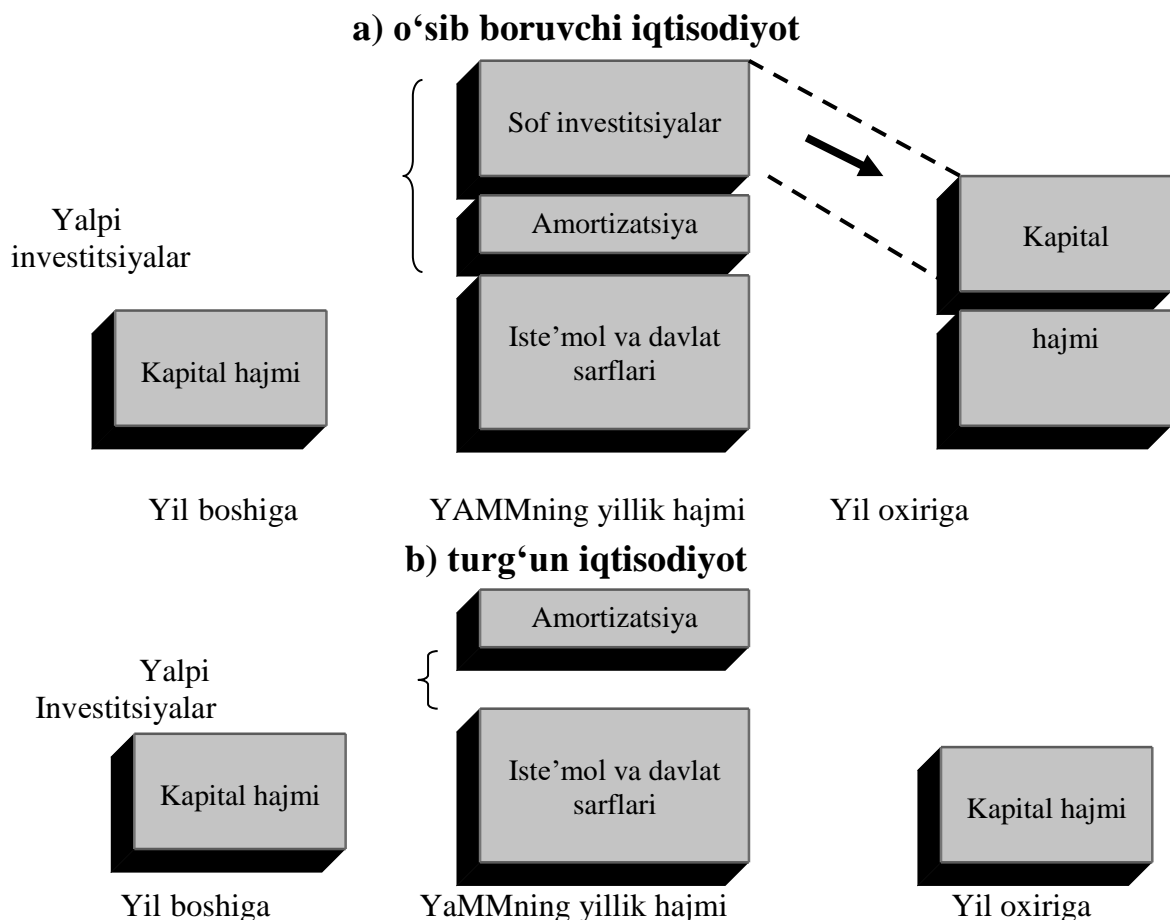 a) o‘sib boruvchi iqtisodiyot
Sof investitsiyalar
Amortizatsiya
Yalpi
investitsiyalar
Kapital
hajmi
Iste’mol va davlat
sarflari
Kapital hajmi
Yil boshiga
YAMMning yillik hajmi
Yil oxiriga
b) turg‘un iqtisodiyot
Amortizatsiya
Yalpi
Investitsiyalar
Iste’mol va davlat
sarflari
Kapital hajmi
Kapital hajmi
Yil boshiga
YaMMning yillik hajmi
Yil oxiriga